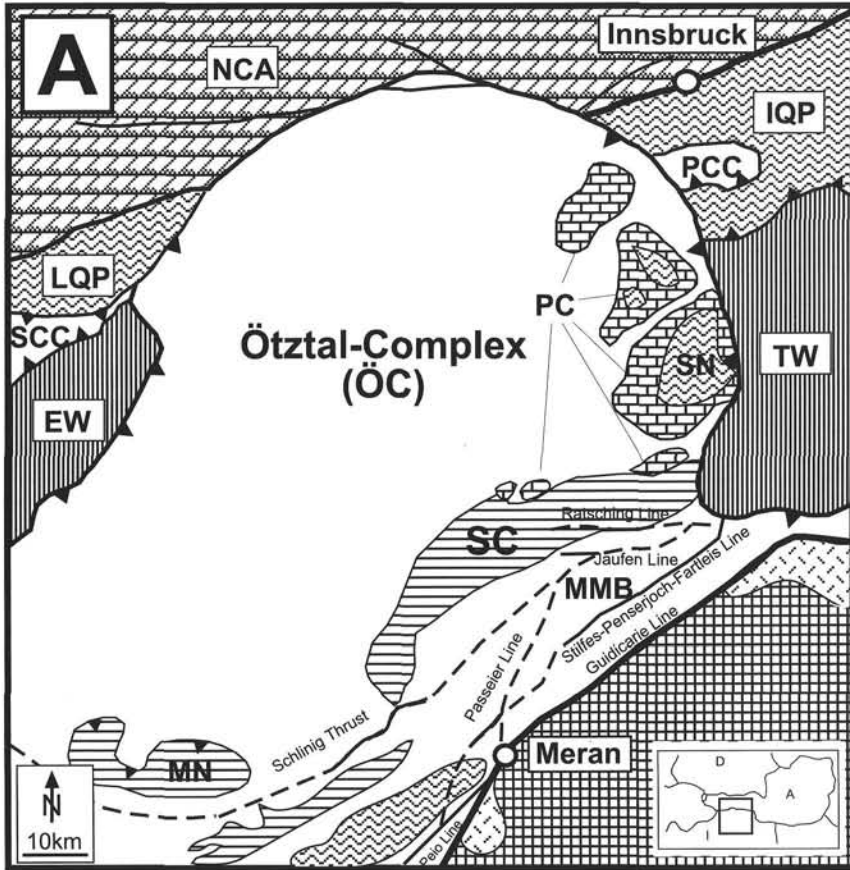 A
Innsbruck
NCA
IQP
PCC
LQP
PC
SCC
Ötztal-Complex
(ÖC)
SN
TW
EW
Ratsching Line
SC
Jaufen Line
MMB
Stilfes-Penserjoch-Fartleis Line
Guidicarie Line
Passeier Line
Schlinig Thrust
Meran
MN
D
A
I
N
10km
Peio Line